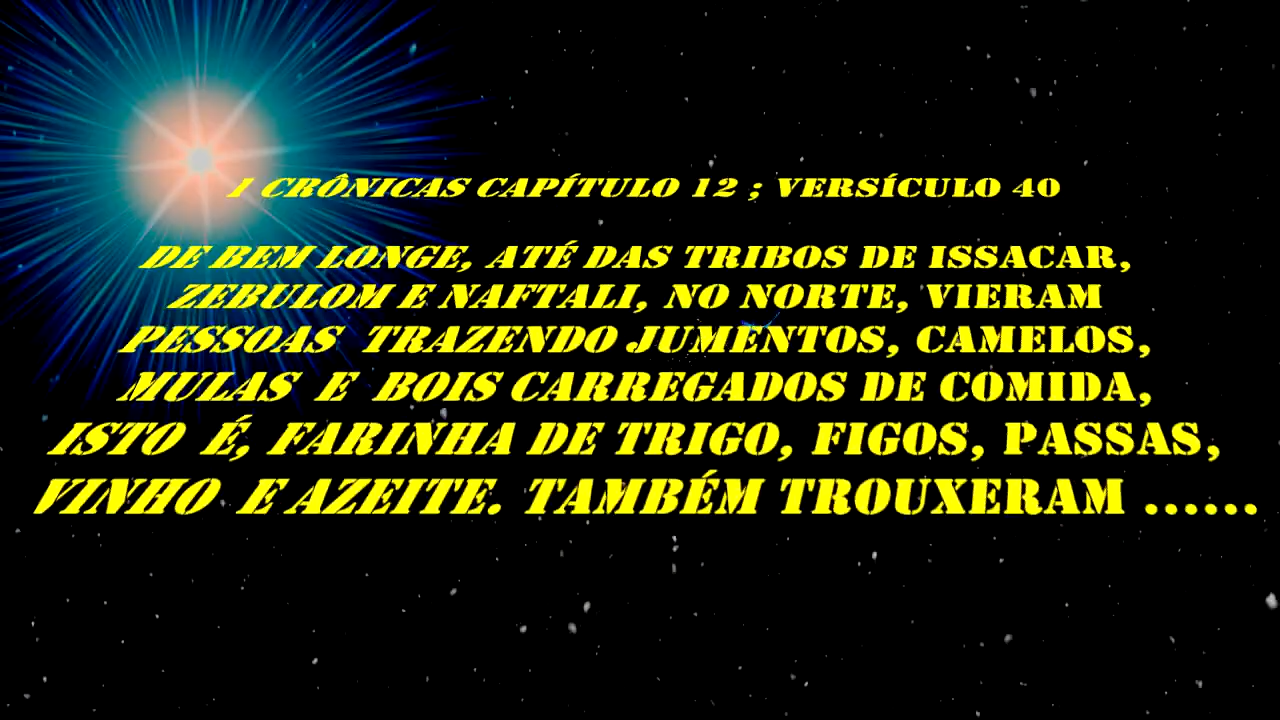 1 CRÔNICAS CAPÍTULO 12 ; VERSÍCULO 40
DE BEM LONGE, ATÉ DAS TRIBOS DE ISSACAR,
ZEBULOM E NAFTALI, NO NORTE, VIERAM
PESSOAS TRAZENDO JUMENTOS, CAMELOS,
MULAS E BOIS CARREGADOS DE COMIDA,
ISTO É, FARINHA DE TRIGO, FIGOS, PASSAS,
VINHO E AZEITE. TAMBÉM TROUXERAM ......